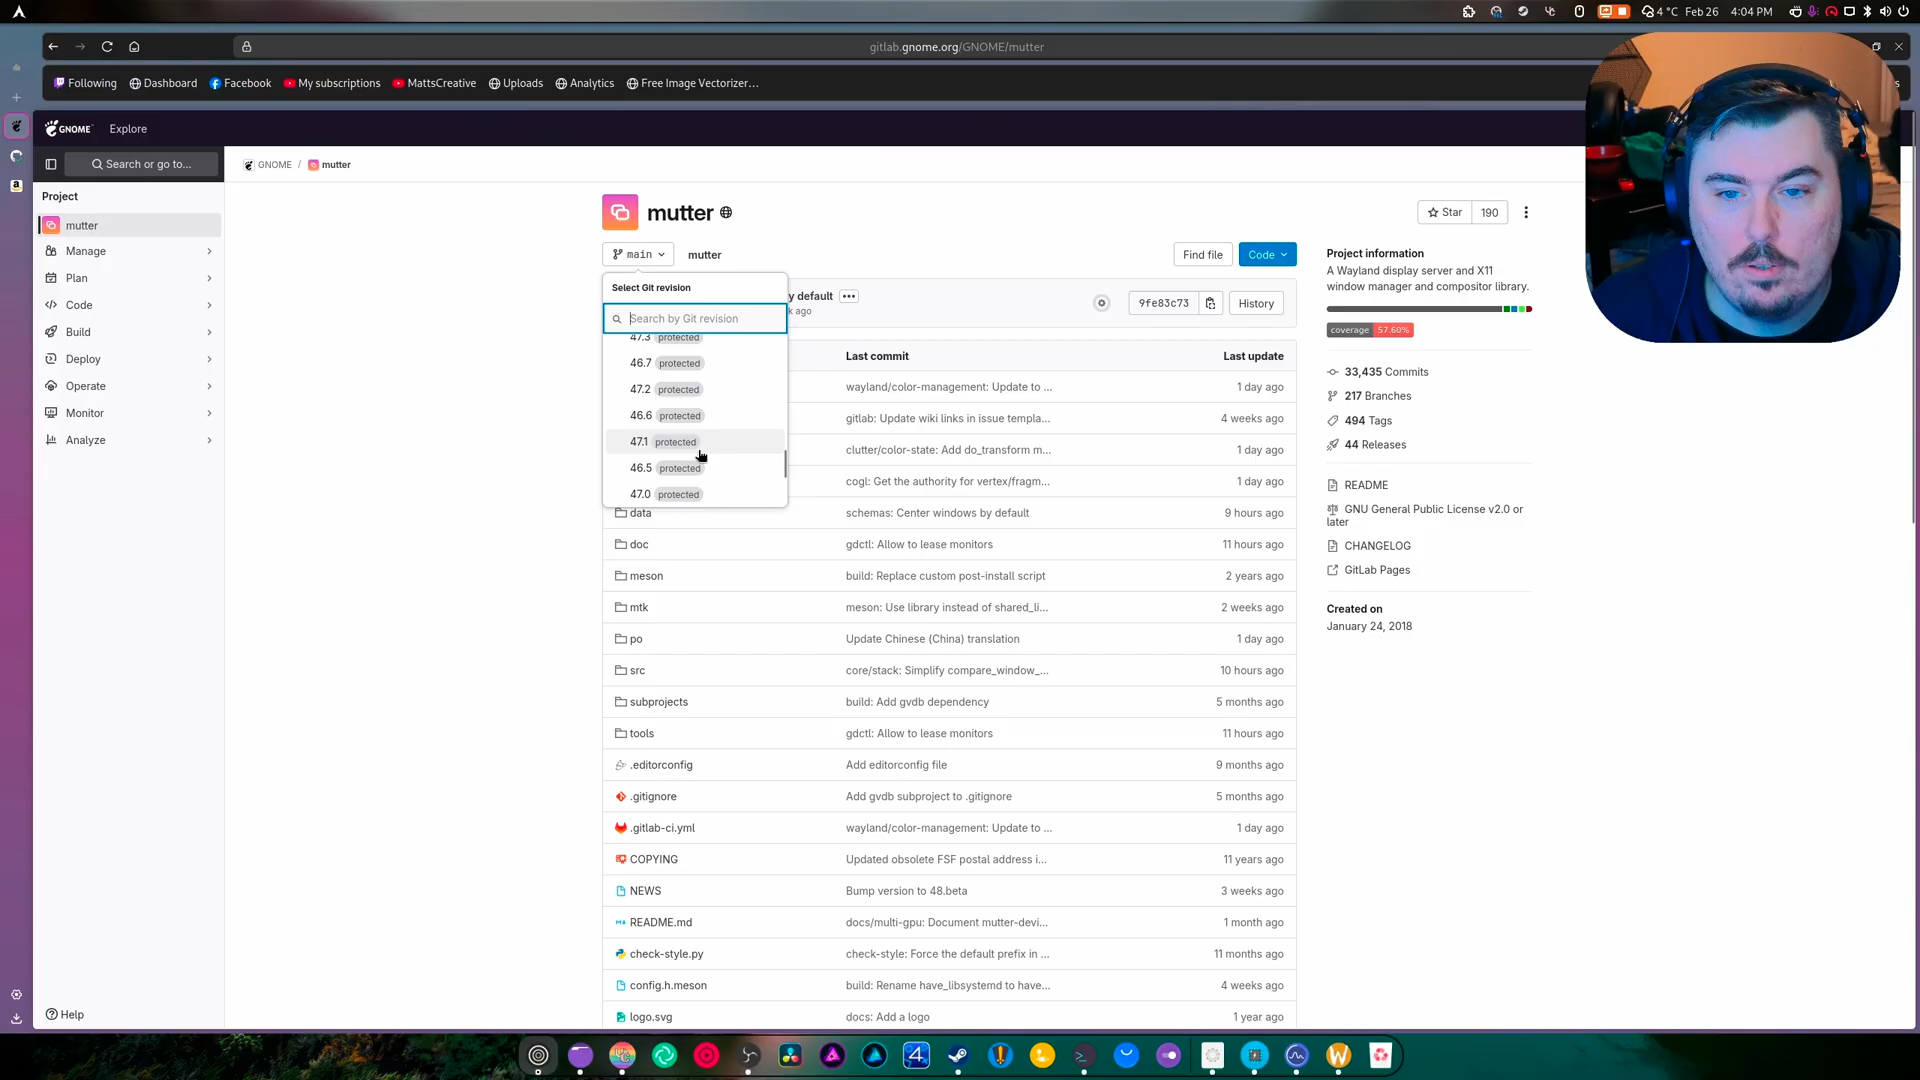 4 °C Feb 26 4:04 PM
gitlab.gnome.org/GNOME/mutter
Following Dashboard Facebook My subscriptions MattsCreative Uploads Analytics Free Image Vectorizer…
GNOME Explore
Search or go to...
GNOME / mutter
Project
mutter
Manage
Plan
Code
Build
Deploy
Operate
Monitor
Analyze
Help
mutter
Star 190
main mutter Find file Code
Select Git revision
Search by Git revision
47.3 protected
46.7 protected
47.2 protected
46.6 protected
47.1 protected
46.5 protected
47.0 protected
y default •••
k ago
9fe83c73 History
Last commit Last update
wayland/color-management: Update to ... 1 day ago
gitlab: Update wiki links in issue templa... 4 weeks ago
clutter/color-state: Add do_transform m... 1 day ago
cogl: Get the authority for vertex/fragm... 1 day ago
data schemas: Center windows by default 9 hours ago
doc gdctl: Allow to lease monitors 11 hours ago
meson build: Replace custom post-install script 2 years ago
mtk meson: Use library instead of shared_li... 2 weeks ago
po Update Chinese (China) translation 1 day ago
src core/stack: Simplify compare_window_... 10 hours ago
subprojects build: Add gvdb dependency 5 months ago
tools gdctl: Allow to lease monitors 11 hours ago
.editorconfig Add editorconfig file 9 months ago
.gitignore Add gvdb subproject to .gitignore 5 months ago
.gitlab-ci.yml wayland/color-management: Update to ... 1 day ago
COPYING Updated obsolete FSF postal address i... 11 years ago
NEWS Bump version to 48.beta 3 weeks ago
README.md docs/multi-gpu: Document mutter-devi... 1 month ago
check-style.py check-style: Force the default prefix in ... 11 months ago
config.h.meson build: Rename have_libsystemd to have... 4 weeks ago
logo.svg docs: Add a logo 1 year ago
Project information
A Wayland display server and X11
window manager and compositor library.
coverage 57.60%
33,435 Commits
217 Branches
494 Tags
44 Releases
README
GNU General Public License v2.0 or
later
CHANGELOG
GitLab Pages
Created on
January 24, 2018